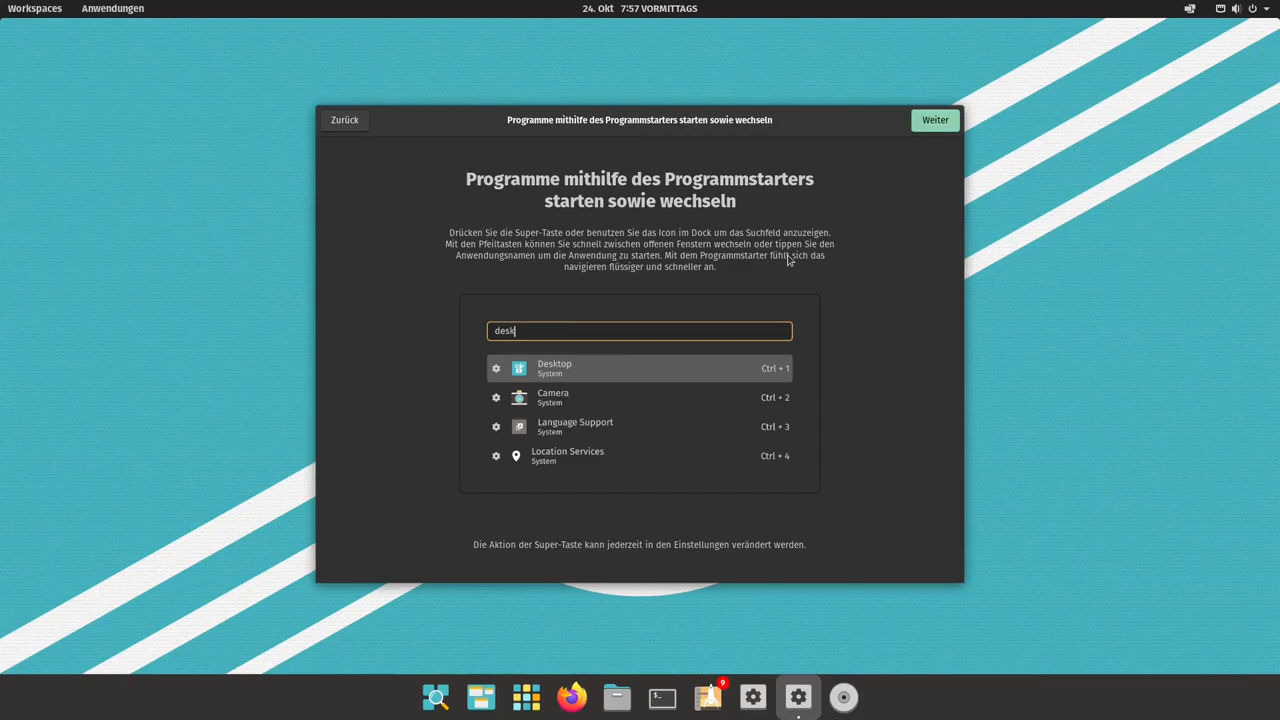 Workspaces Anwendungen 24. Okt 7:57 VORMITTAGS
Zurück Programme mithilfe des Programmstarters starten sowie wechseln Weiter
Programme mithilfe des Programmstarters
starten sowie wechseln
Drücken Sie die Super-Taste oder benutzen Sie das Icon im Dock um das Suchfeld anzuzeigen.
Mit den Pfeiltasten können Sie schnell zwischen offenen Fenstern wechseln oder tippen Sie den
Anwendungsnamen um die Anwendung zu starten. Mit dem Programmstarter fühlt sich das
navigieren flüssiger und schneller an.
desk
Desktop Ctrl + 1
System
Camera Ctrl + 2
System
Language Support Ctrl + 3
System
Location Services Ctrl + 4
System
Die Aktion der Super-Taste kann jederzeit in den Einstellungen verändert werden.
9